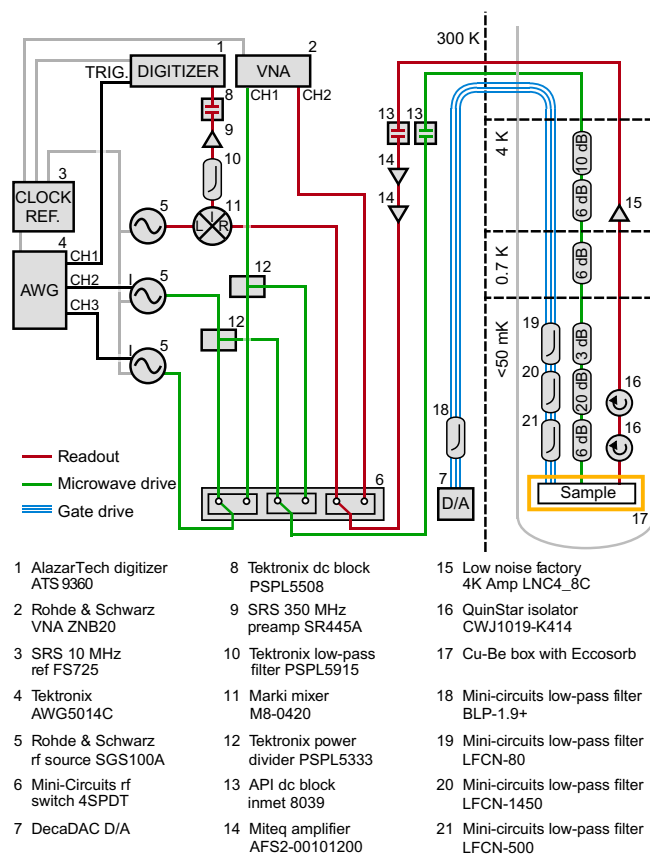 1
2
300 K
TRIG.
DIGITIZER
VNA
CH1
CH2
8
13
13
9
10
14
14
4 K
10 dB
6 dB
15
3
CLOCK
REF.
5
L
I
R
11
4
AWG
CH1
CH2
CH3
I
5
12
0.7 K
6 dB
I
5
12
<50 mK
19
20
21
3 dB
20 dB
6 dB
16
16
18
Readout
Microwave drive
Gate drive
6
7
D/A
Sample
17
1 AlazarTech digitizer
ATS 9360
2 Rohde & Schwarz
VNA ZNB20
3 SRS 10 MHz
ref FS725
4 Tektronix
AWG5014C
5 Rohde & Schwarz
rf source SGS100A
6 Mini-Circuits rf
switch 4SPDT
7 DecaDAC D/A
8 Tektronix dc block
PSPL5508
9 SRS 350 MHz
preamp SR445A
10 Tektronix low-pass
filter PSPL5915
11 Marki mixer
M8-0420
12 Tektronix power
divider PSPL5333
13 API dc block
inmet 8039
14 Miteq amplifier
AFS2-00101200
15 Low noise factory
4K Amp LNC4_8C
16 QuinStar isolator
CWJ1019-K414
17 Cu-Be box with Eccosorb
18 Mini-circuits low-pass filter
BLP-1.9+
19 Mini-circuits low-pass filter
LFCN-80
20 Mini-circuits low-pass filter
LFCN-1450
21 Mini-circuits low-pass filter
LFCN-500